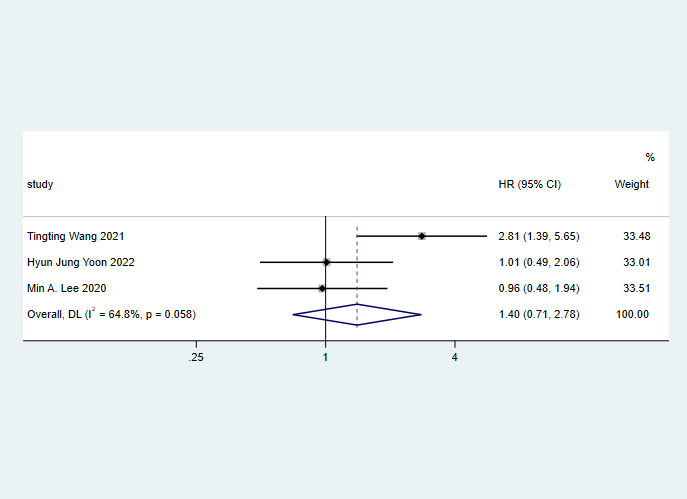 %
study HR (95% CI) Weight
Tingting Wang 2021 2.81 (1.39, 5.65) 33.48
Hyun Jung Yoon 2022 1.01 (0.49, 2.06) 33.01
Min A. Lee 2020 0.96 (0.48, 1.94) 33.51
Overall, DL (I² = 64.8%, p = 0.058) 1.40 (0.71, 2.78) 100.00
.25 1 4